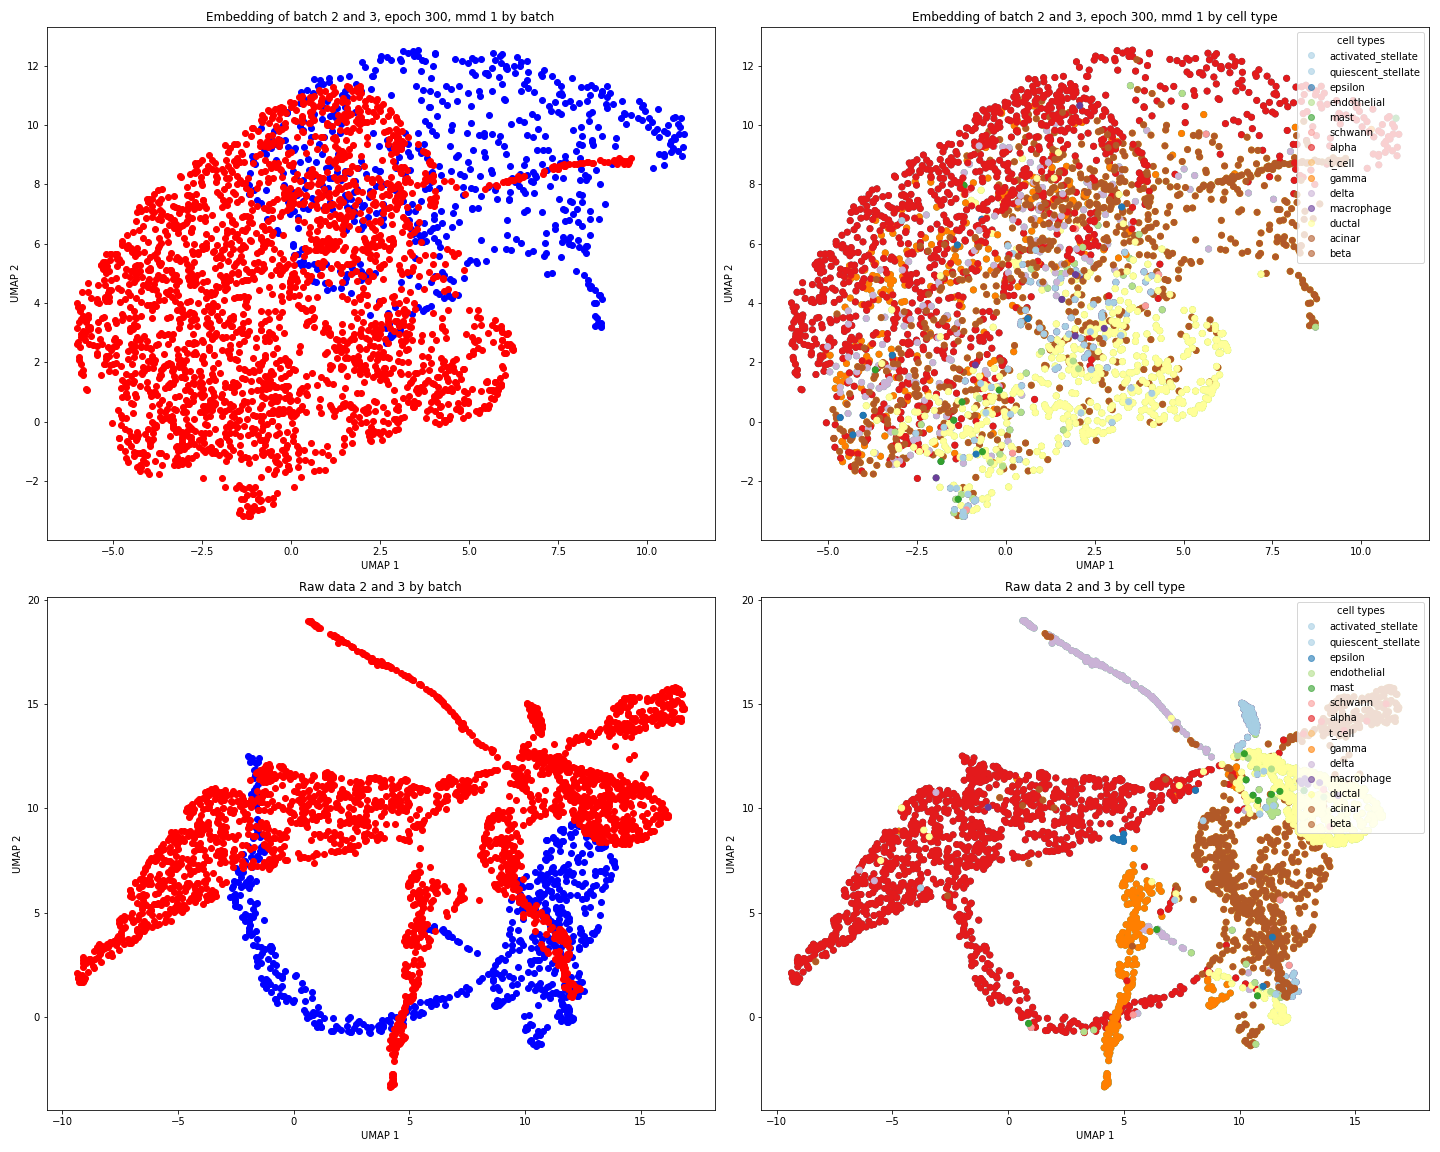 Embedding of batch 2 and 3, epoch 300, mmd 1 by batch
UMAP 2
12
10
8
6
4
2
0
−2
−5.0
−2.5
0.0
2.5
5.0
7.5
10.0
UMAP 1
Embedding of batch 2 and 3, epoch 300, mmd 1 by cell type
cell types
activated_stellate
quiescent_stellate
epsilon
endothelial
mast
schwann
alpha
t_cell
gamma
delta
macrophage
ductal
acinar
beta
UMAP 2
12
10
8
6
4
2
0
−2
−5.0
−2.5
0.0
2.5
5.0
7.5
10.0
UMAP 1
Raw data 2 and 3 by batch
UMAP 2
20
15
10
5
0
−10
−5
0
5
10
15
UMAP 1
Raw data 2 and 3 by cell type
cell types
activated_stellate
quiescent_stellate
epsilon
endothelial
mast
schwann
alpha
t_cell
gamma
delta
macrophage
ductal
acinar
beta
UMAP 2
20
15
10
5
0
−10
−5
0
5
10
15
UMAP 1